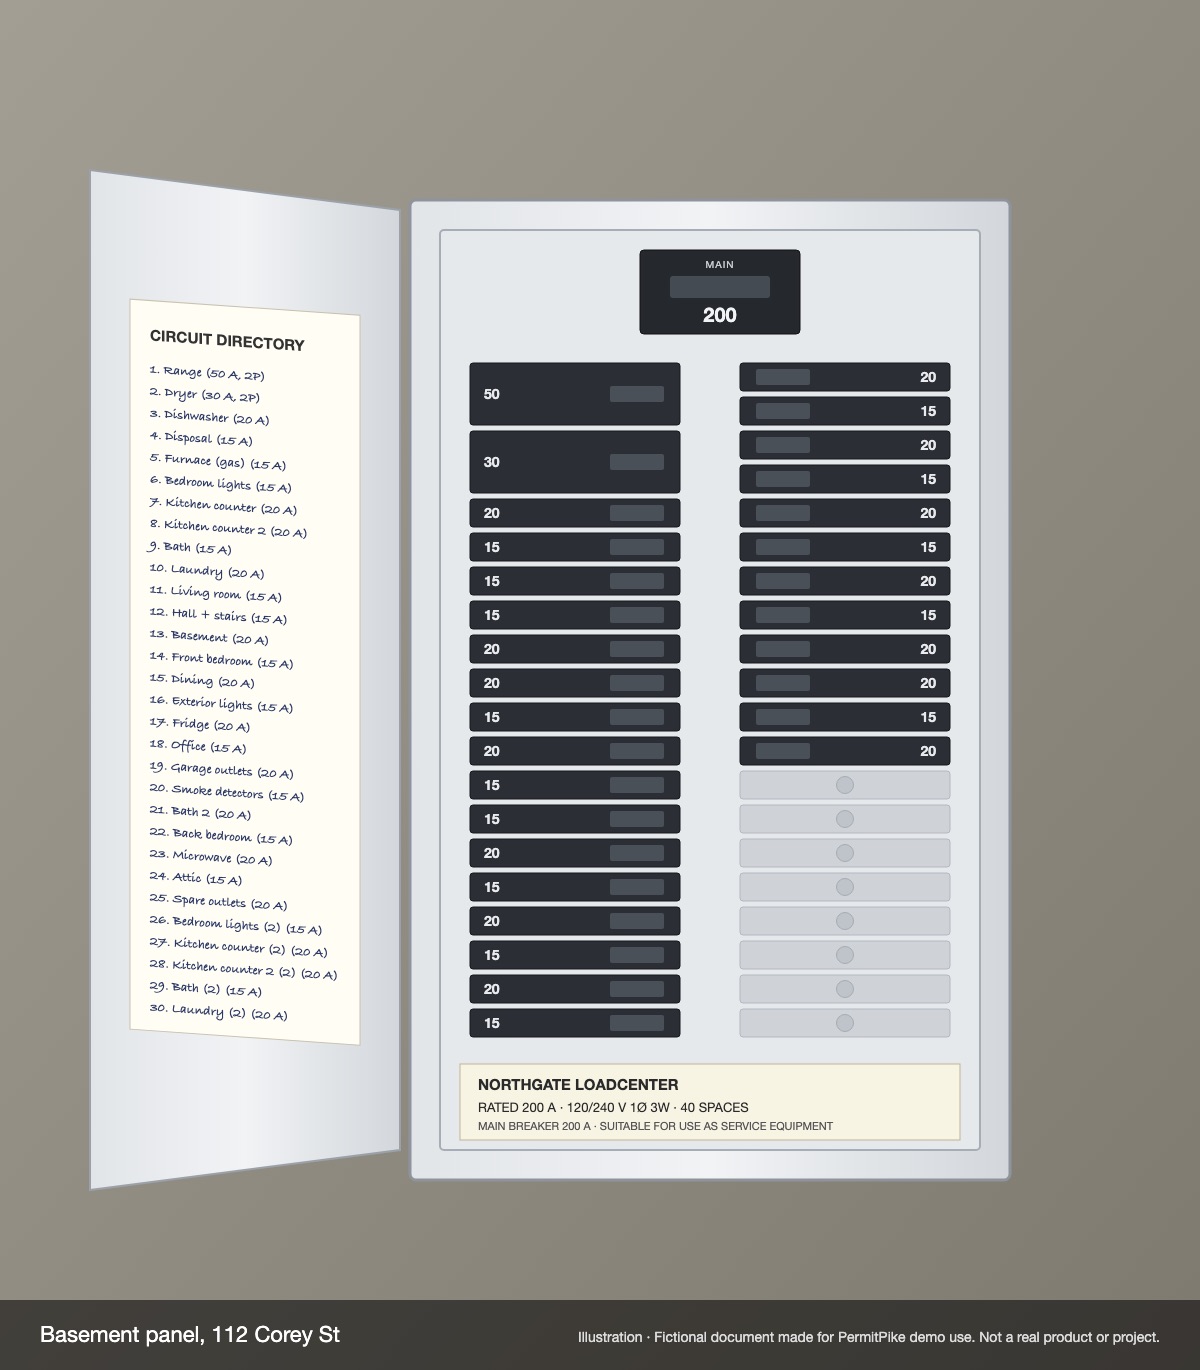 CIRCUIT DIRECTORY
1. Range (50 A, 2P)
2. Dryer (30 A, 2P)
3. Dishwasher (20 A)
4. Disposal (15 A)
5. Furnace (gas) (15 A)
6. Bedroom lights (15 A)
7. Kitchen counter (20 A)
8. Kitchen counter 2 (20 A)
9. Bath (15 A)
10. Laundry (20 A)
11. Living room (15 A)
12. Hall + stairs (15 A)
13. Basement (20 A)
14. Front bedroom (15 A)
15. Dining (20 A)
16. Exterior lights (15 A)
17. Fridge (20 A)
18. Office (15 A)
19. Garage outlets (20 A)
20. Smoke detectors (15 A)
21. Bath 2 (20 A)
22. Back bedroom (15 A)
23. Microwave (20 A)
24. Attic (15 A)
25. Spare outlets (20 A)
26. Bedroom lights (2) (15 A)
27. Kitchen counter (2) (20 A)
28. Kitchen counter 2 (2) (20 A)
29. Bath (2) (15 A)
30. Laundry (2) (20 A)
MAIN
200
50
30
20
15
15
15
20
20
15
20
15
15
20
15
20
15
20
15
20
15
20
15
20
15
20
15
20
20
15
20
NORTHGATE LOADCENTER
RATED 200 A · 120/240 V 1Ø 3W · 40 SPACES
MAIN BREAKER 200 A · SUITABLE FOR USE AS SERVICE EQUIPMENT
Basement panel, 112 Corey St
Illustration · Fictional document made for PermitPike demo use. Not a real product or project.